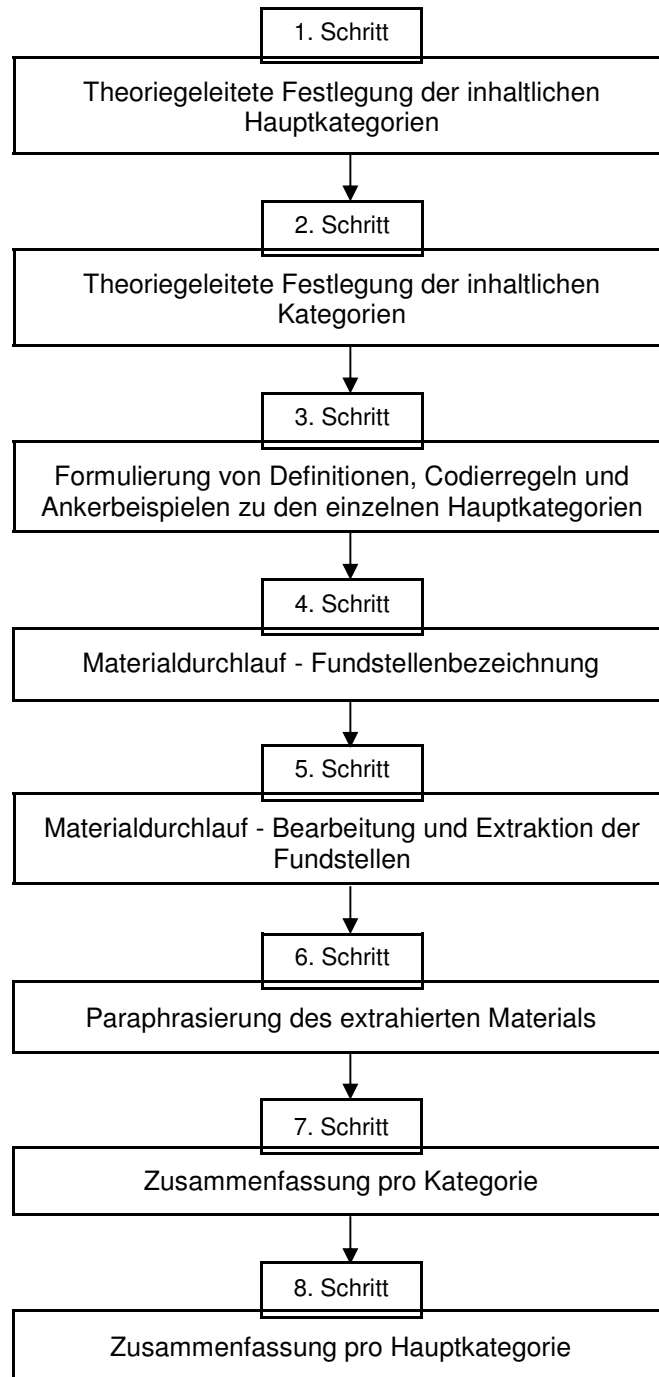 1. Schritt
Theoriegeleitete Festlegung der inhaltlichen
Hauptkategorien
2. Schritt
Theoriegeleitete Festlegung der inhaltlichen
Kategorien
3. Schritt
Formulierung von Definitionen, Codierregeln und
Ankerbeispielen zu den einzelnen Hauptkategorien
4. Schritt
Materialdurchlauf - Fundstellenbezeichnung
5. Schritt
Materialdurchlauf - Bearbeitung und Extraktion der
Fundstellen
6. Schritt
Paraphrasierung des extrahierten Materials
7. Schritt
Zusammenfassung pro Kategorie
8. Schritt
Zusammenfassung pro Hauptkategorie